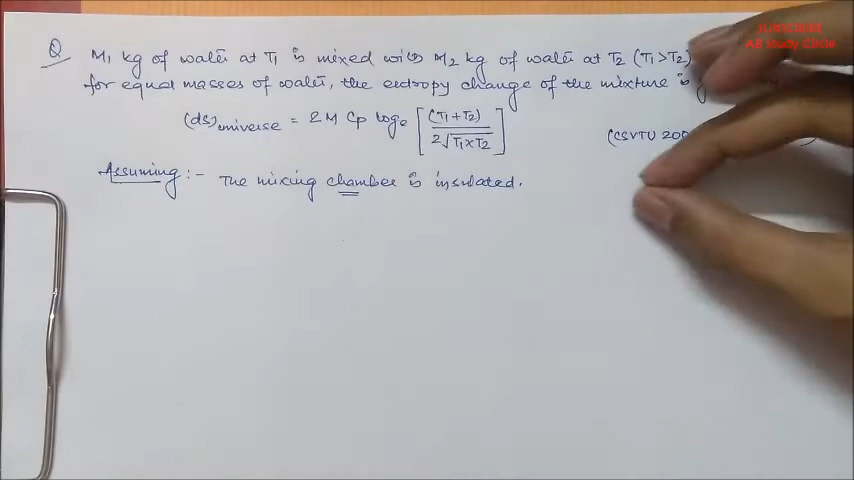 SUBSCRIBE
AB Study Circle
Q M1 kg of water at T1 is mixed with M2 kg of water at T2 (T1>T2)
for equal masses of water, the entropy change of the mixture is
(ds)universe = 2 M Cp loge [(T1+T2) / 2√T1×T2]
(CSVTU 200
Assuming :- The mixing chamber is insulated.